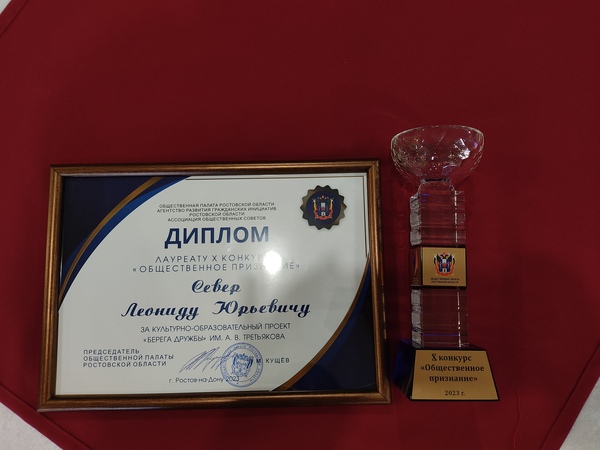 ОБЩЕСТВЕННАЯ ПАЛАТА РОСТОВСКОЙ ОБЛАСТИ
АГЕНТСТВО РАЗВИТИЯ ГРАЖДАНСКИХ ИНИЦИАТИВ
РОСТОВСКОЙ ОБЛАСТИ
АССОЦИАЦИЯ ОБЩЕСТВЕННЫХ СОВЕТОВ
ДИПЛОМ
ЛАУРЕАТУ X КОНКУРСА
«ОБЩЕСТВЕННОЕ ПРИЗНАНИЕ»
Север
Леониду Юрьевичу
ЗА КУЛЬТУРНО-ОБРАЗОВАТЕЛЬНЫЙ ПРОЕКТ
«БЕРЕГА ДРУЖБЫ» ИМ. А. В. ТРЕТЬЯКОВА
ПРЕДСЕДАТЕЛЬ
ОБЩЕСТВЕННОЙ ПАЛАТЫ
РОСТОВСКОЙ ОБЛАСТИ
М. КУЩЁВ
г. Ростов-на-Дону 2023
X конкурс
«Общественное
признание»
2023 г.